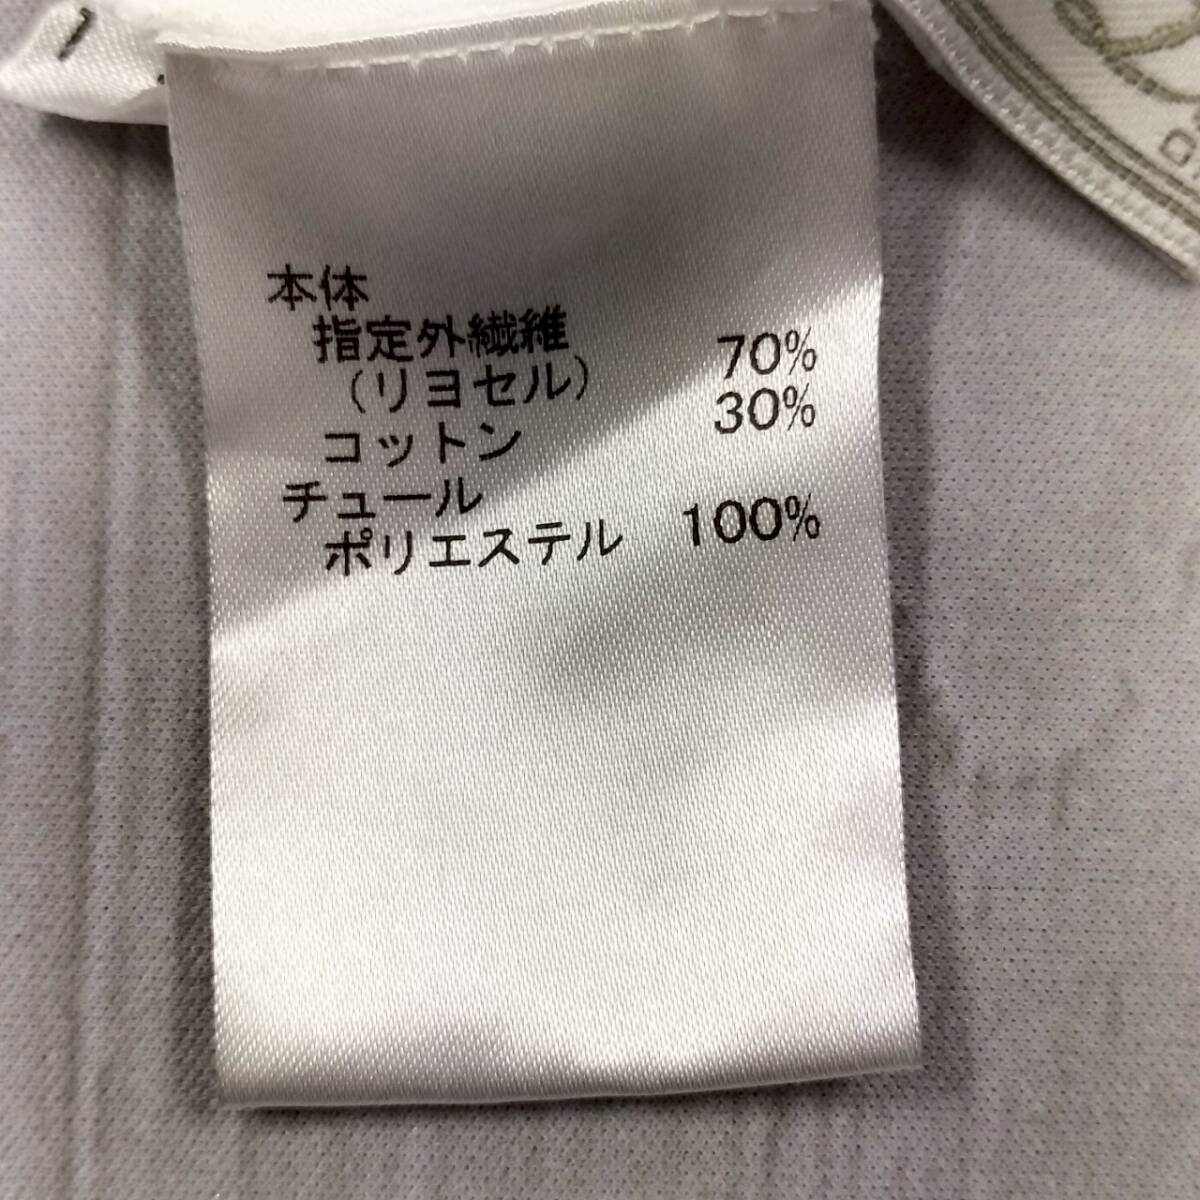 本体
指定外繊維
（リヨセル） 70%
コットン 30%
チュール
ポリエステル 100%